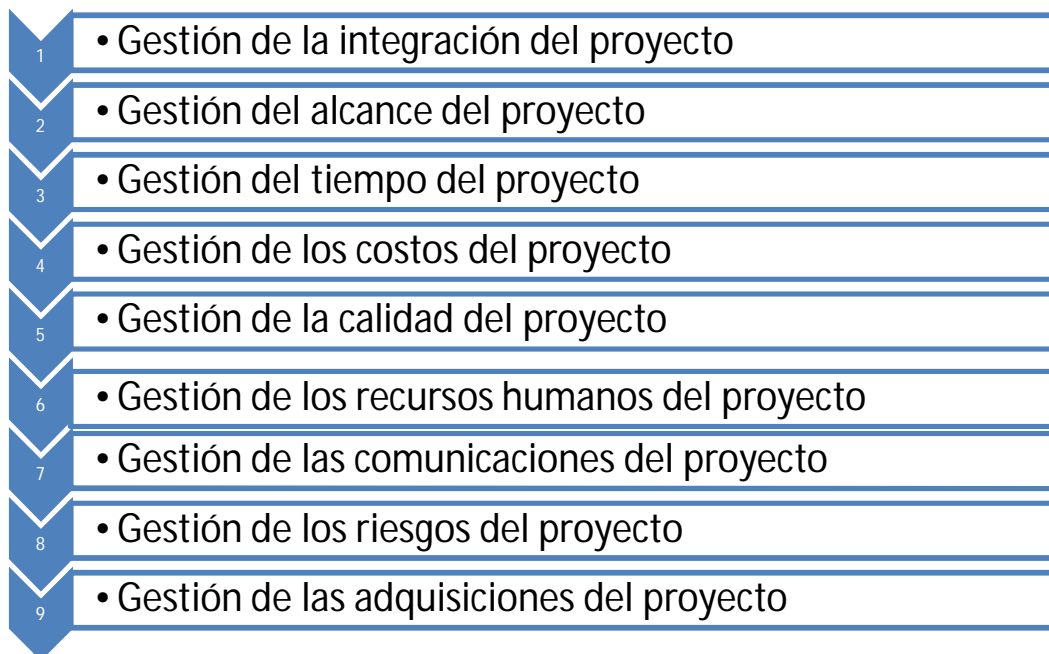 1 • Gestión de la integración del proyecto
2 • Gestión del alcance del proyecto
3 • Gestión del tiempo del proyecto
4 • Gestión de los costos del proyecto
5 • Gestión de la calidad del proyecto
6 • Gestión de los recursos humanos del proyecto
7 • Gestión de las comunicaciones del proyecto
8 • Gestión de los riesgos del proyecto
9 • Gestión de las adquisiciones del proyecto